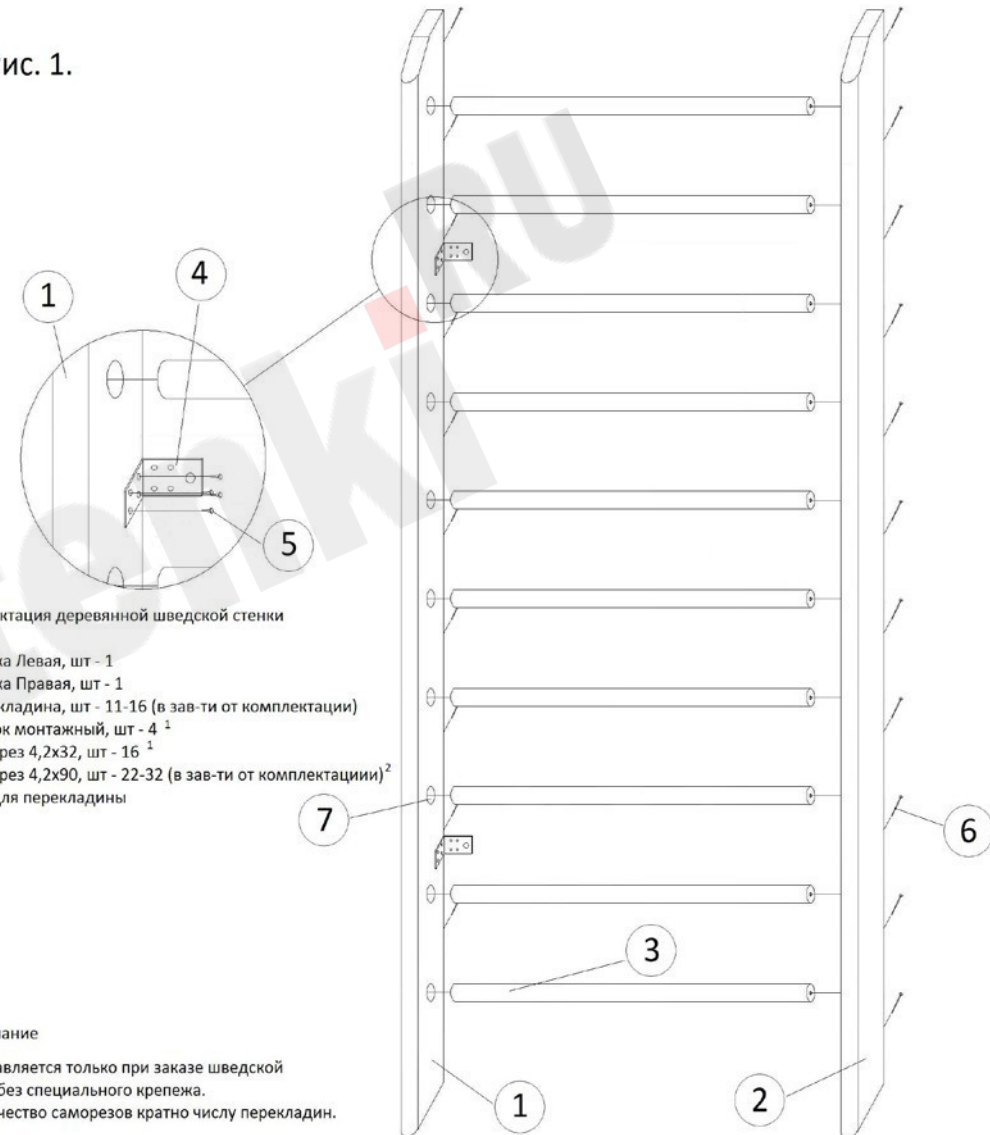 ис. 1.
1
4
5
ктация деревянной шведской стенки
ка Левая, шт - 1
ка Правая, шт - 1
кладина, шт - 11-16 (в зав-ти от комплектации)
ок монтажный, шт - 4 ¹
рез 4,2х32, шт - 16 ¹
рез 4,2х90, шт - 22-32 (в зав-ти от комплектациии)²
для перекладины
7
6
3
ание
авляется только при заказе шведской
без специального крепежа.
чество саморезов кратно числу перекладин.
1
2
tenki.RU